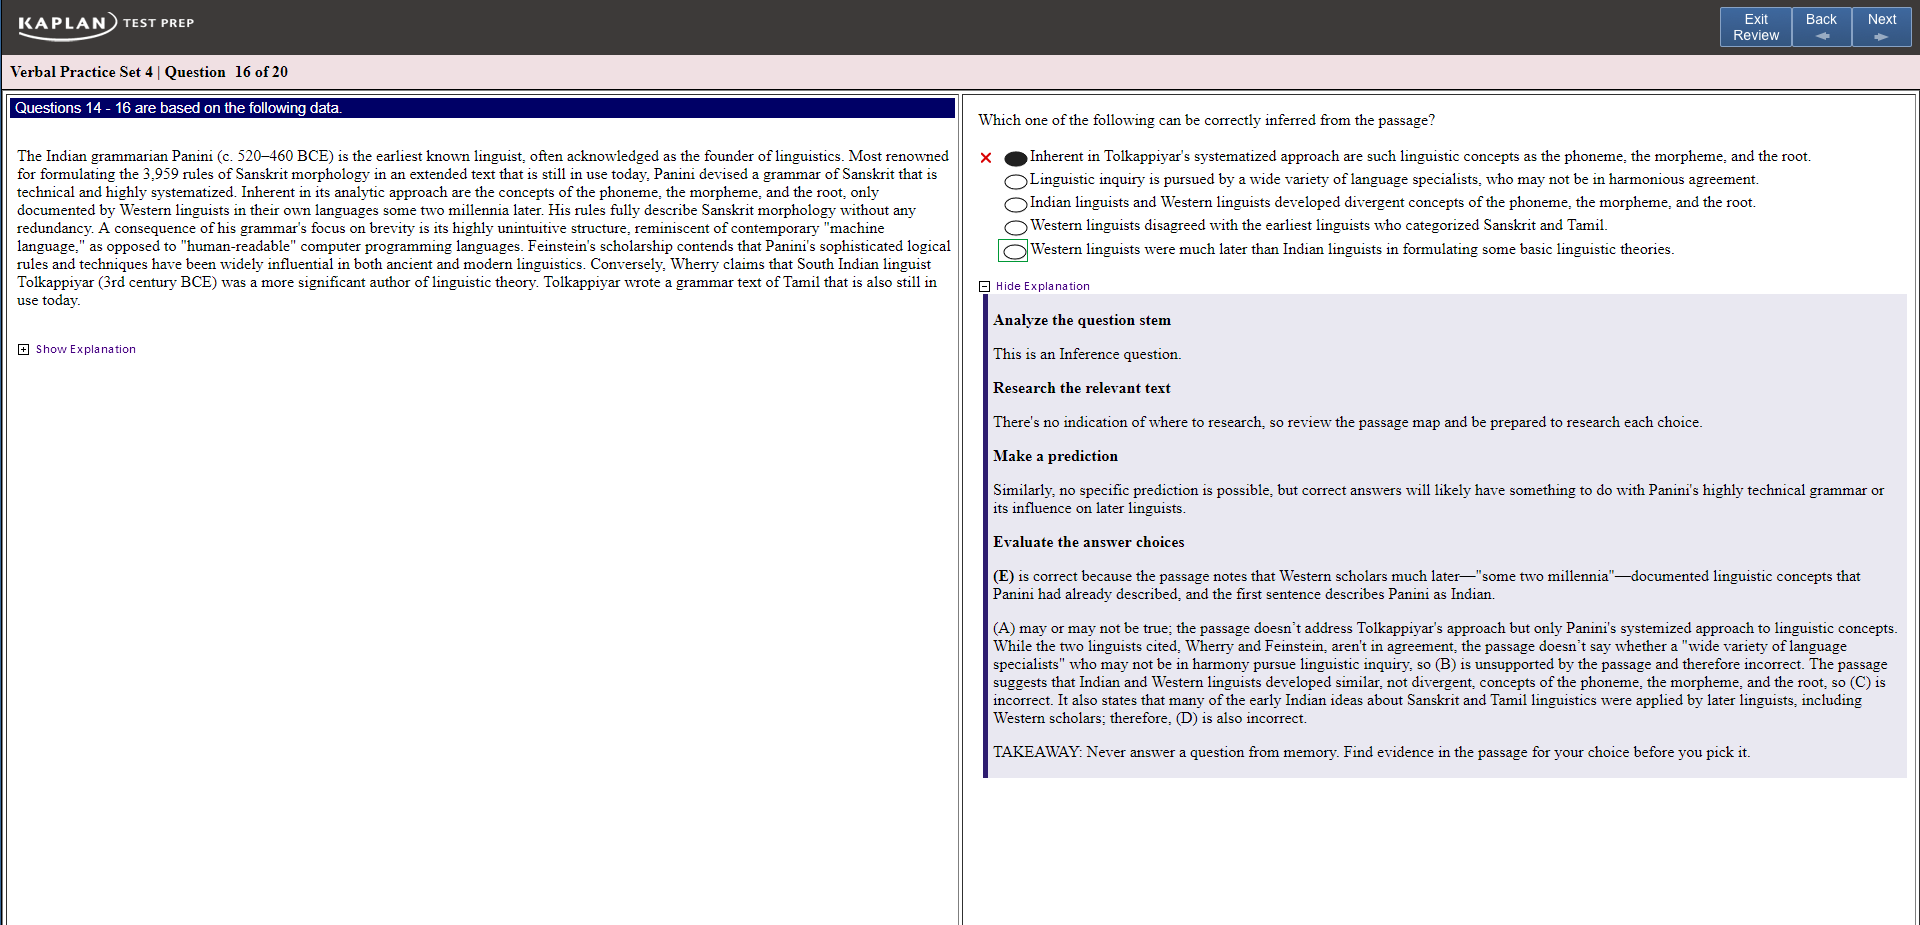 KAPLAN TEST PREP
Exit Review
Back
Next
Verbal Practice Set 4 | Question 16 of 20
Questions 14 - 16 are based on the following data.
The Indian grammarian Panini (c. 520–460 BCE) is the earliest known linguist, often acknowledged as the founder of linguistics. Most renowned
for formulating the 3,959 rules of Sanskrit morphology in an extended text that is still in use today, Panini devised a grammar of Sanskrit that is
technical and highly systematized. Inherent in its analytic approach are the concepts of the phoneme, the morpheme, and the root, only
documented by Western linguists in their own languages some two millennia later. His rules fully describe Sanskrit morphology without any
redundancy. A consequence of his grammar's focus on brevity is its highly unintuitive structure, reminiscent of contemporary "machine
language," as opposed to "human-readable" computer programming languages. Feinstein's scholarship contends that Panini's sophisticated logical
rules and techniques have been widely influential in both ancient and modern linguistics. Conversely, Wherry claims that South Indian linguist
Tolkappiyar (3rd century BCE) was a more significant author of linguistic theory. Tolkappiyar wrote a grammar text of Tamil that is also still in
use today.
Show Explanation
Which one of the following can be correctly inferred from the passage?
Inherent in Tolkappiyar's systematized approach are such linguistic concepts as the phoneme, the morpheme, and the root.
Linguistic inquiry is pursued by a wide variety of language specialists, who may not be in harmonious agreement.
Indian linguists and Western linguists developed divergent concepts of the phoneme, the morpheme, and the root.
Western linguists disagreed with the earliest linguists who categorized Sanskrit and Tamil.
Western linguists were much later than Indian linguists in formulating some basic linguistic theories.
Hide Explanation
Analyze the question stem
This is an Inference question.
Research the relevant text
There's no indication of where to research, so review the passage map and be prepared to research each choice.
Make a prediction
Similarly, no specific prediction is possible, but correct answers will likely have something to do with Panini's highly technical grammar or
its influence on later linguists.
Evaluate the answer choices
(E) is correct because the passage notes that Western scholars much later—"some two millennia"—documented linguistic concepts that
Panini had already described, and the first sentence describes Panini as Indian.
(A) may or may not be true; the passage doesn’t address Tolkappiyar's approach but only Panini's systemized approach to linguistic concepts.
While the two linguists cited, Wherry and Feinstein, aren't in agreement, the passage doesn’t say whether a "wide variety of language
specialists" who may not be in harmony pursue linguistic inquiry, so (B) is unsupported by the passage and therefore incorrect. The passage
suggests that Indian and Western linguists developed similar, not divergent, concepts of the phoneme, the morpheme, and the root, so (C) is
incorrect. It also states that many of the early Indian ideas about Sanskrit and Tamil linguistics were applied by later linguists, including
Western scholars; therefore, (D) is also incorrect.
TAKEAWAY: Never answer a question from memory. Find evidence in the passage for your choice before you pick it.